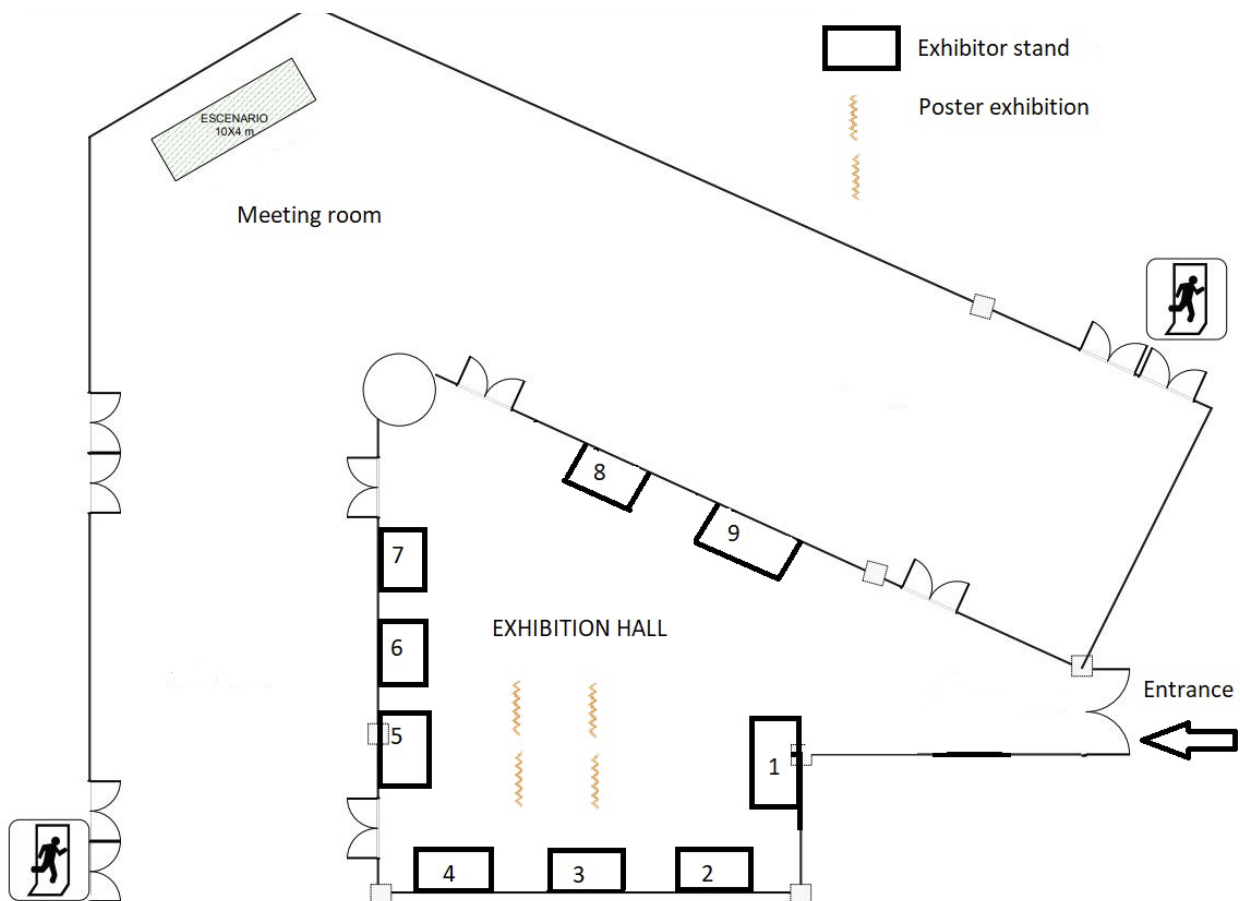 Exhibitor stand
Poster exhibition
ESCENARIO
10X4 m
Meeting room
8
9
7
EXHIBITION HALL
6
Entrance
5
1
4
3
2